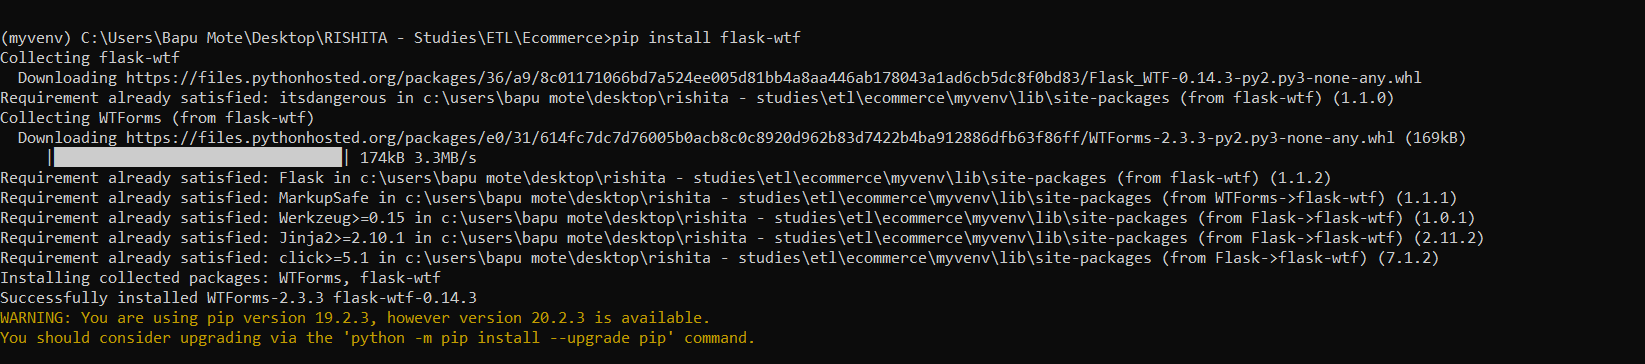 (myvenv) C:\Users\Bapu Mote\Desktop\RISHITA - Studies\ETL\Ecommerce>pip install flask-wtf
Collecting flask-wtf
  Downloading https://files.pythonhosted.org/packages/36/a9/8c01171066bd7a524ee005d81bb4a8aa446ab178043a1ad6cb5dc8f0bd83/Flask_WTF-0.14.3-py2.py3-none-any.whl
Requirement already satisfied: itsdangerous in c:\users\bapu mote\desktop\rishita - studies\etl\ecommerce\myvenv\lib\site-packages (from flask-wtf) (1.1.0)
Collecting WTForms (from flask-wtf)
  Downloading https://files.pythonhosted.org/packages/e0/31/614fc7dc7d76005b0acb8c0c8920d962b83d7422b4ba912886dfb63f86ff/WTForms-2.3.3-py2.py3-none-any.whl (169kB)
     |████████████████████████████████| 174kB 3.3MB/s
Requirement already satisfied: Flask in c:\users\bapu mote\desktop\rishita - studies\etl\ecommerce\myvenv\lib\site-packages (from flask-wtf) (1.1.2)
Requirement already satisfied: MarkupSafe in c:\users\bapu mote\desktop\rishita - studies\etl\ecommerce\myvenv\lib\site-packages (from WTForms->flask-wtf) (1.1.1)
Requirement already satisfied: Werkzeug>=0.15 in c:\users\bapu mote\desktop\rishita - studies\etl\ecommerce\myvenv\lib\site-packages (from Flask->flask-wtf) (1.0.1)
Requirement already satisfied: Jinja2>=2.10.1 in c:\users\bapu mote\desktop\rishita - studies\etl\ecommerce\myvenv\lib\site-packages (from Flask->flask-wtf) (2.11.2)
Requirement already satisfied: click>=5.1 in c:\users\bapu mote\desktop\rishita - studies\etl\ecommerce\myvenv\lib\site-packages (from Flask->flask-wtf) (7.1.2)
Installing collected packages: WTForms, flask-wtf
Successfully installed WTForms-2.3.3 flask-wtf-0.14.3
WARNING: You are using pip version 19.2.3, however version 20.2.3 is available.
You should consider upgrading via the 'python -m pip install --upgrade pip' command.